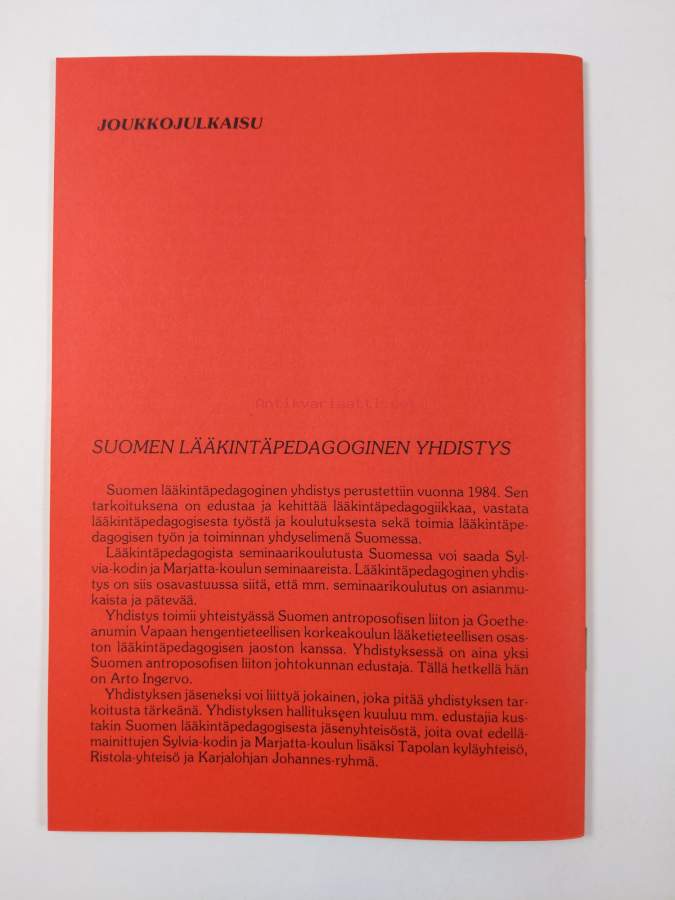 JOUKKOJULKAISU
Antikvariaatti.net
SUOMEN LÄÄKINTÄPEDAGOGINEN YHDISTYS
Suomen lääkintäpedagoginen yhdistys perustettiin vuonna 1984. Sen
tarkoituksena on edustaa ja kehittää lääkintäpedagogiikkaa, vastata
lääkintäpedagogisesta työstä ja koulutuksesta sekä toimia lääkintäpe-
dagogisen työn ja toiminnan yhdyselimenä Suomessa.
Lääkintäpedagogista seminaarikoulutusta Suomessa voi saada Syl-
via-kodin ja Marjatta-koulun seminaareista. Lääkintäpedagoginen yhdis-
tys on siis osavastuussa siitä, että mm. seminaarikoulutus on asianmu-
kaista ja pätevää.
Yhdistys toimii yhteistyässä Suomen antroposofisen liiton ja Goethe-
anumin Vapaan hengentieteellisen korkeakoulun lääketieteellisen osas-
ton lääkintäpedagogisen jaoston kanssa. Yhdistyksessä on aina yksi
Suomen antroposofisen liiton johtokunnan edustaja. Tällä hetkellä hän
on Arto Ingervo.
Yhdistyksen jäseneksi voi liittyä jokainen, joka pitää yhdistyksen tar-
koitusta tärkeänä. Yhdistyksen hallitukseen kuuluu mm. edustajia kus-
takin Suomen lääkintäpedagogisesta jäsenyhteisöstä, joita ovat edellä-
mainittujen Sylvia-kodin ja Marjatta-koulun lisäksi Tapolan kyläyhteisö,
Ristola-yhteisö ja Karjalohjan Johannes-ryhmä.